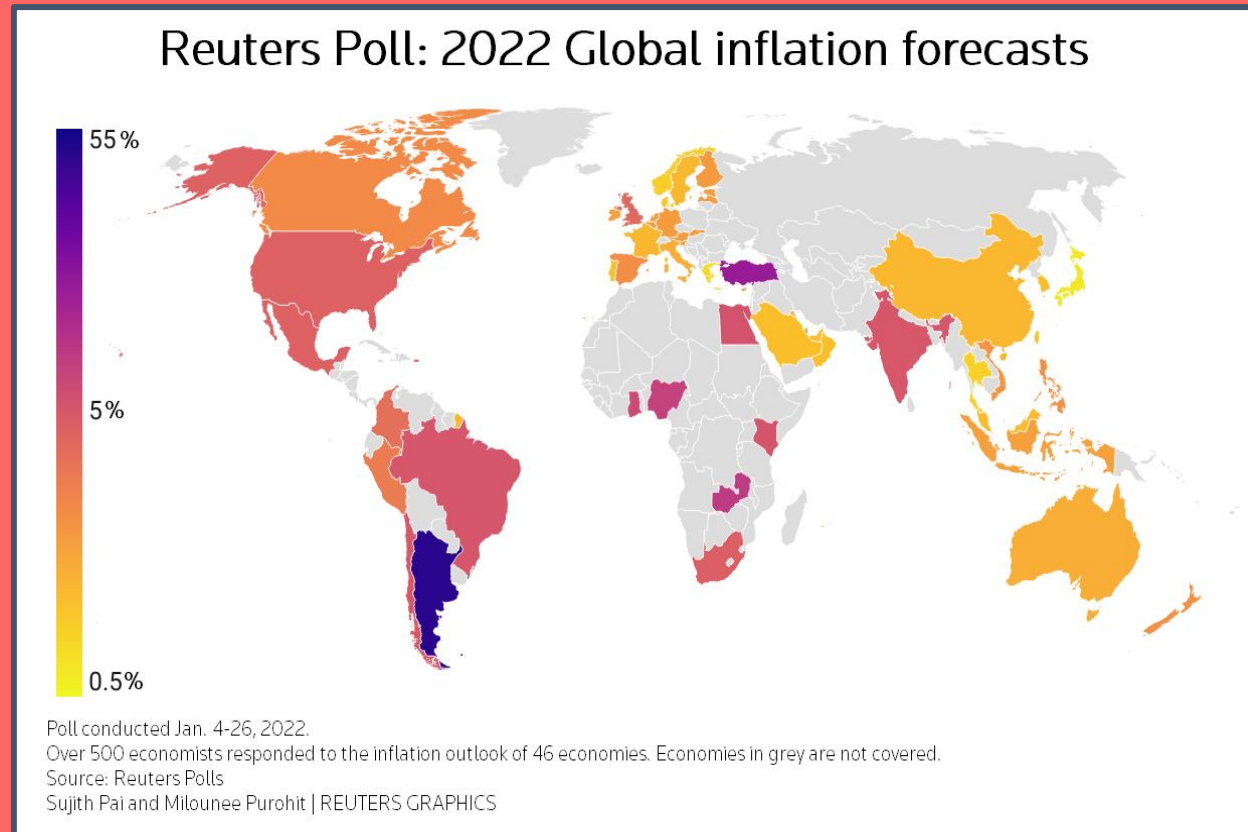 Reuters Poll: 2022 Global inflation forecasts
55%
5%
0.5%
Poll conducted Jan. 4-26, 2022.
Over 500 economists responded to the inflation outlook of 46 economies. Economies in grey are not covered.
Source: Reuters Polls
Sujith Pai and Milounee Purohit | REUTERS GRAPHICS